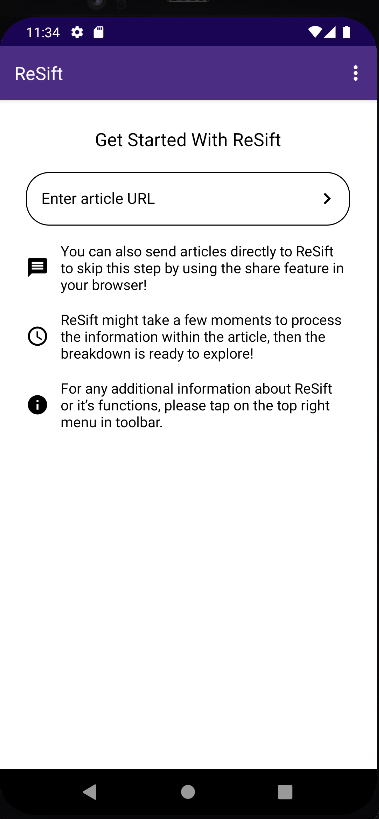 11:34
ReSift
Get Started With ReSift
Enter article URL
You can also send articles directly to ReSift
to skip this step by using the share feature in
your browser!
ReSift might take a few moments to process
the information within the article, then the
breakdown is ready to explore!
For any additional information about ReSift
or it's functions, please tap on the top right
menu in toolbar.